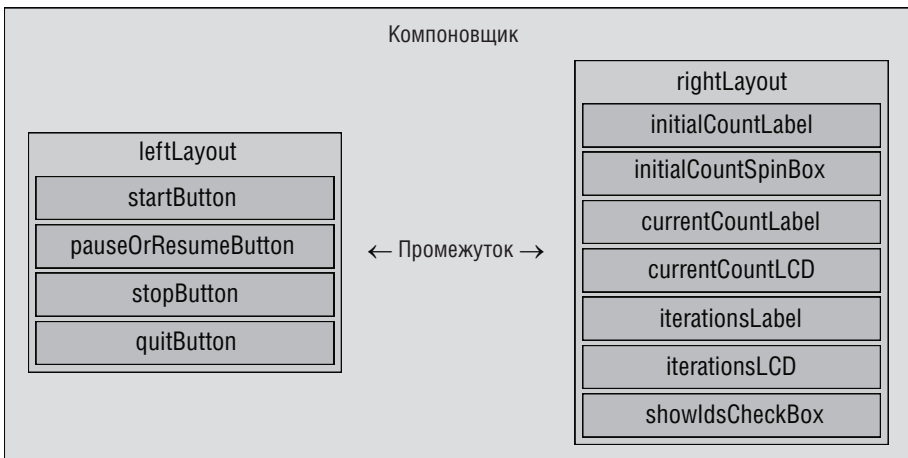 Компоновщик
leftLayout
startButton
pauseOrResumeButton
stopButton
quitButton
← Промежуток →
rightLayout
initialCountLabel
initialCountSpinBox
currentCountLabel
currentCountLCD
iterationsLabel
iterationsLCD
showIdsCheckBox